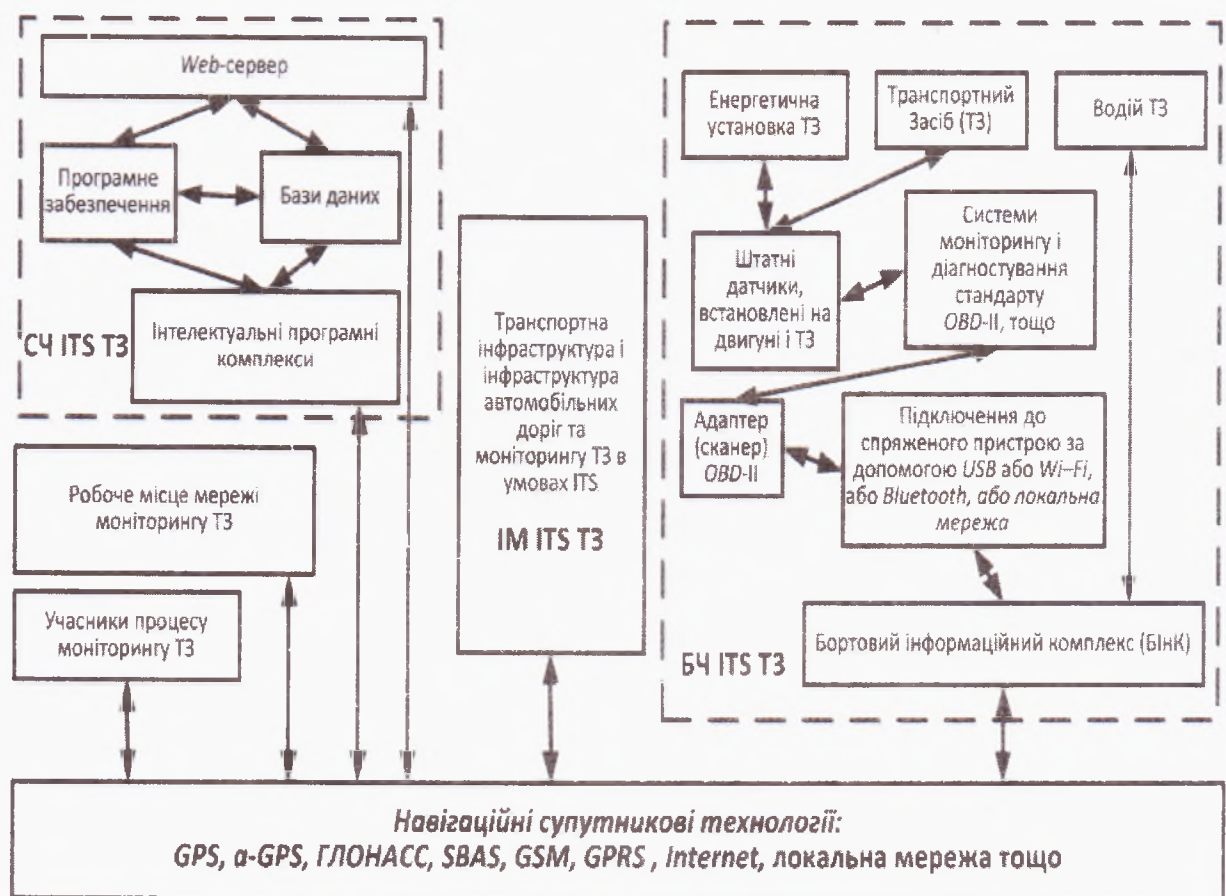 Web-сервер
Програмне
забезпечення
Бази даних
Інтелектуальні програмні
комплекси
СЧ ITS ТЗ
Робоче місце мережі
моніторингу ТЗ
Учасники процесу
моніторингу ТЗ
Транспортна
інфраструктура і
інфраструктура
автомобільних
доріг та
моніторингу ТЗ в
умовах ITS
ІМ ITS ТЗ
Енергетична
установка ТЗ
Транспортний
Засіб (ТЗ)
Водій ТЗ
Штатні
датчики,
встановлені на
двигуні і ТЗ
Системи
моніторингу і
діагностування
стандарту
OBD-II, тощо
Адаптер
(сканер)
OBD-II
Підключення до
спряженого пристрою за
допомогою USB або Wi–Fi,
або Bluetooth, або локальна
мережа
БЧ ITS ТЗ
Бортовий інформаційний комплекс (БІнК)
Навігаційні супутникові технології:
GPS, α-GPS, ГЛОНАСС, SBAS, GSM, GPRS , Internet, локальна мережа тощо